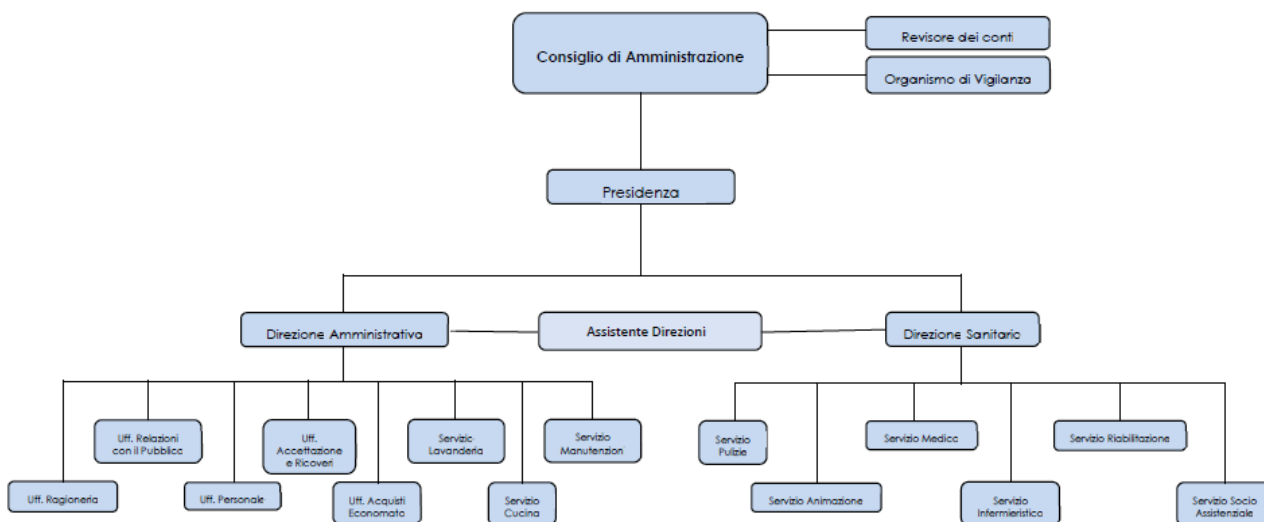 Consiglio di Amministrazione
Revisore dei conti
Organismo di Vigilanza
Presidenza
Direzione Amministrativa
Assistente Direzioni
Direzione Sanitario
Uff. Relazioni
con il Pubblico
Uff.
Accettazione
e Ricoveri
Servizio
Lavanderia
Servizio
Manutenzioni
Servizio
Pulizie
Servizio Medico
Servizio Riabilitazione
Uff. Ragioneria
Uff. Personale
Uff. Acquisti
Economato
Servizio
Cucina
Servizio Animazione
Servizio
Infermieristico
Servizio Socio
Assistenziale